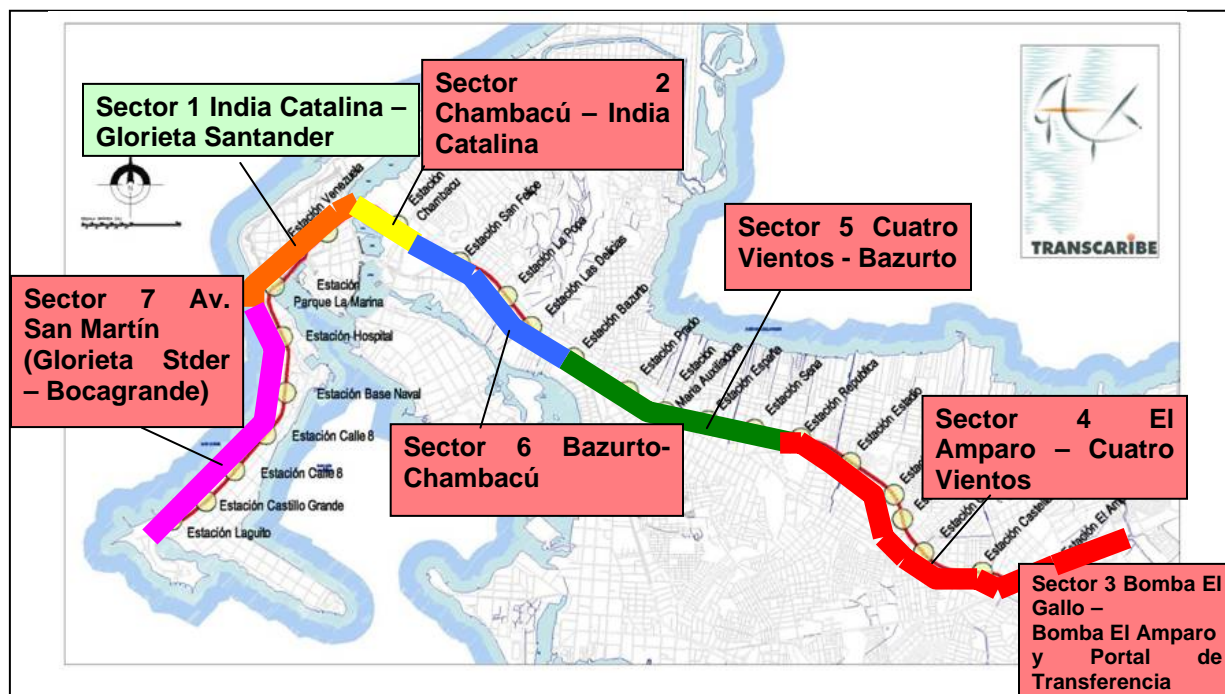 Sector 1 India Catalina –
Glorieta Santander
Sector 2
Chambacú – India
Catalina
Sector 5 Cuatro
Vientos - Bazurto
TRANSCARIBE
Sector 7 Av.
San Martín
(Glorieta Stder
– Bocagrande)
Sector 6 Bazurto-
Chambacú
Sector 4 El
Amparo – Cuatro
Vientos
Sector 3 Bomba El
Gallo –
Bomba El Amparo
y Portal de
Transferencia
Estación Venezuela
Estación
Chambacu
Estación San Felipe
Estación La Popa
Estación Las Delicias
Estación Bazurto
Estación Prado
Estación
María Auxiliadora
Estación España
Estación Sena
Estación Republica
Estación Estadio
Estación
Parque La Marina
Estación Hospital
Estación Base Naval
Estación Calle 8
Estación Calle 8
Estación Castillo Grande
Estación Laguito